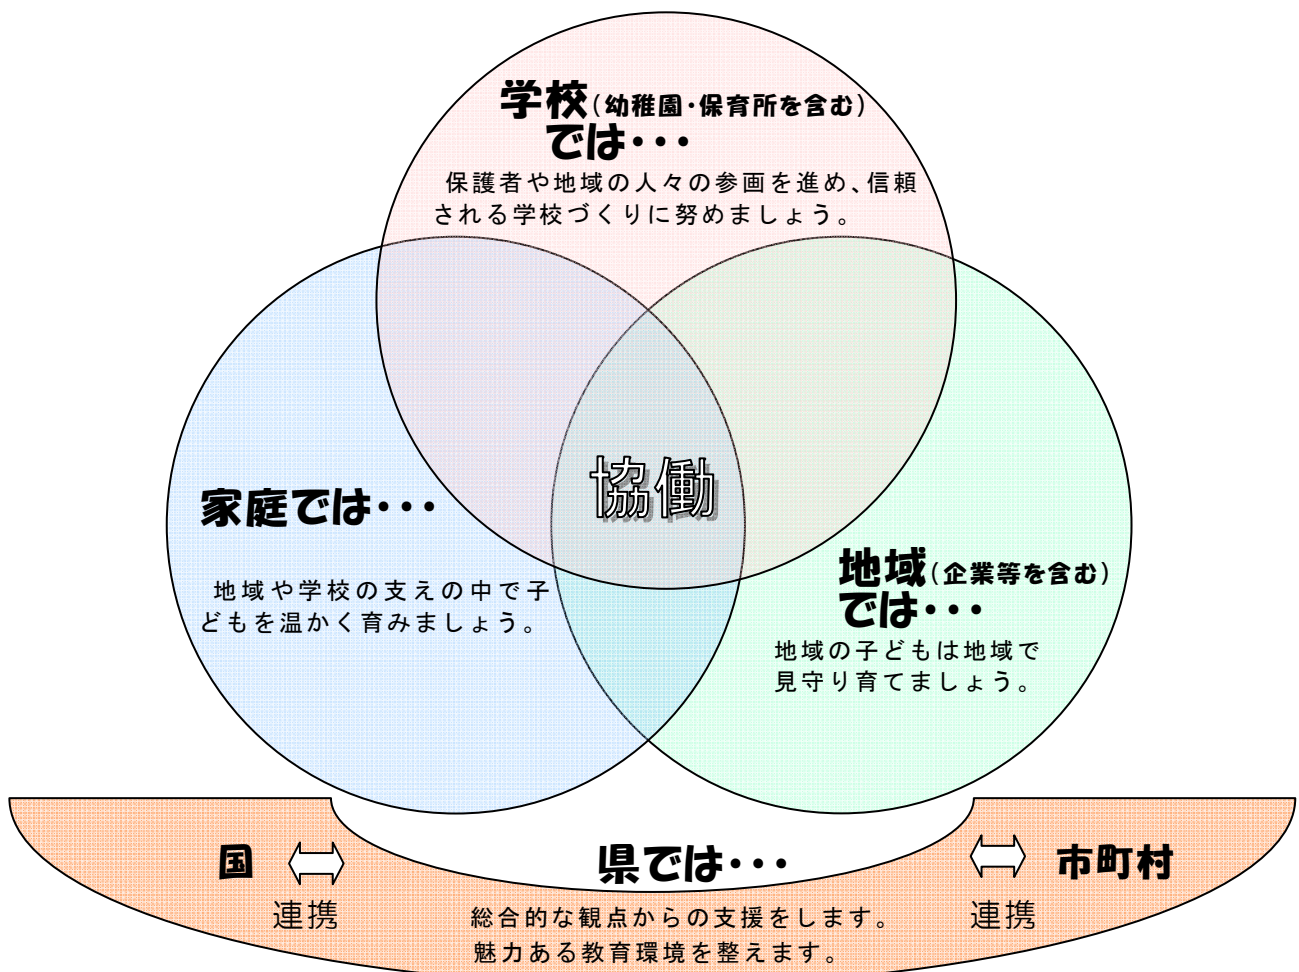 学校(幼稚園・保育所を含む)
では・・・
保護者や地域の人々の参画を進め、信頼
される学校づくりに努めましょう。
協働
家庭では・・・
地域や学校の支えの中で子
どもを温かく育みましょう。
地域(企業等を含む)
では・・・
地域の子どもは地域で
見守り育てましょう。
国
連携
県では・・・
総合的な観点からの支援をします。
魅力ある教育環境を整えます。
市町村
連携